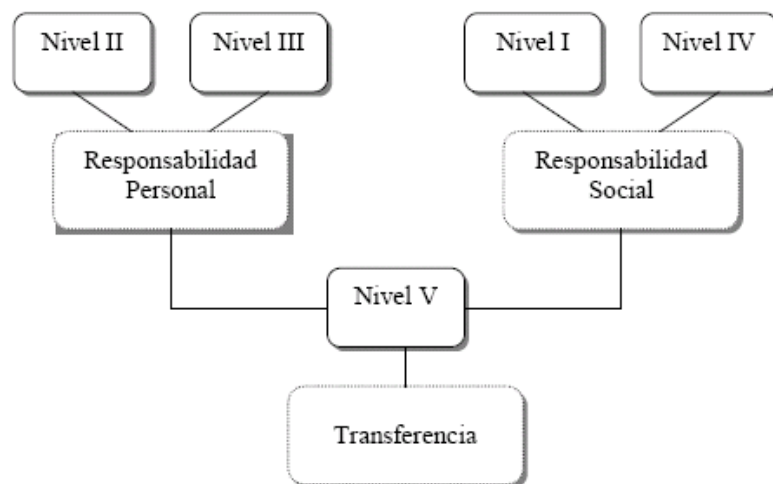 Nivel II
Nivel III
Nivel I
Nivel IV
Responsabilidad
Personal
Responsabilidad
Social
Nivel V
Transferencia